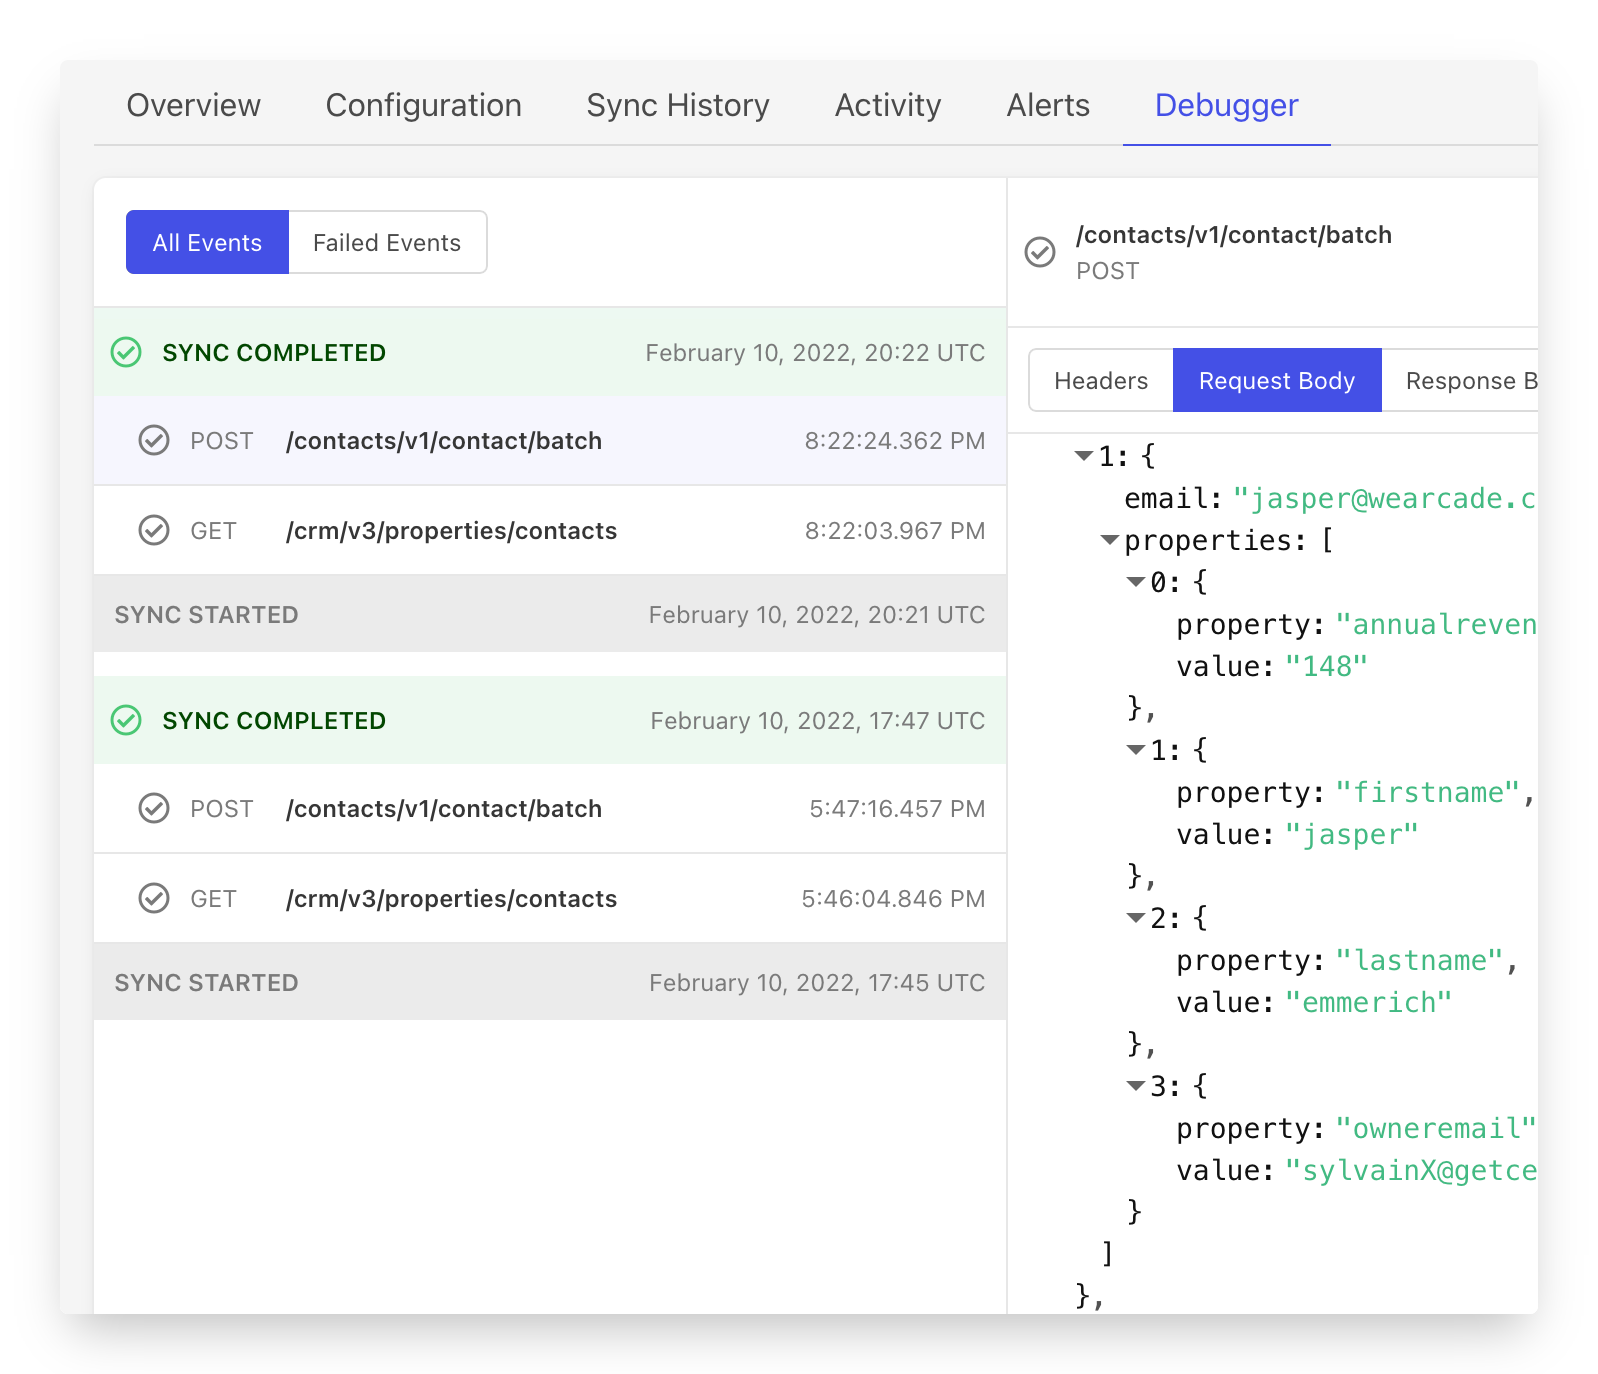 Overview Configuration Sync History Activity Alerts Debugger
All Events Failed Events
SYNC COMPLETED February 10, 2022, 20:22 UTC
POST /contacts/v1/contact/batch 8:22:24.362 PM
GET /crm/v3/properties/contacts 8:22:03.967 PM
SYNC STARTED February 10, 2022, 20:21 UTC
SYNC COMPLETED February 10, 2022, 17:47 UTC
POST /contacts/v1/contact/batch 5:47:16.457 PM
GET /crm/v3/properties/contacts 5:46:04.846 PM
SYNC STARTED February 10, 2022, 17:45 UTC
/contacts/v1/contact/batch
POST
Headers Request Body Response B
1: {
email: "jasper@wearcade.c
properties: [
0: {
property: "annualreven
value: "148"
},
1: {
property: "firstname",
value: "jasper"
},
2: {
property: "lastname",
value: "emmerich"
},
3: {
property: "owneremail"
value: "sylvainX@getce
}
]
},